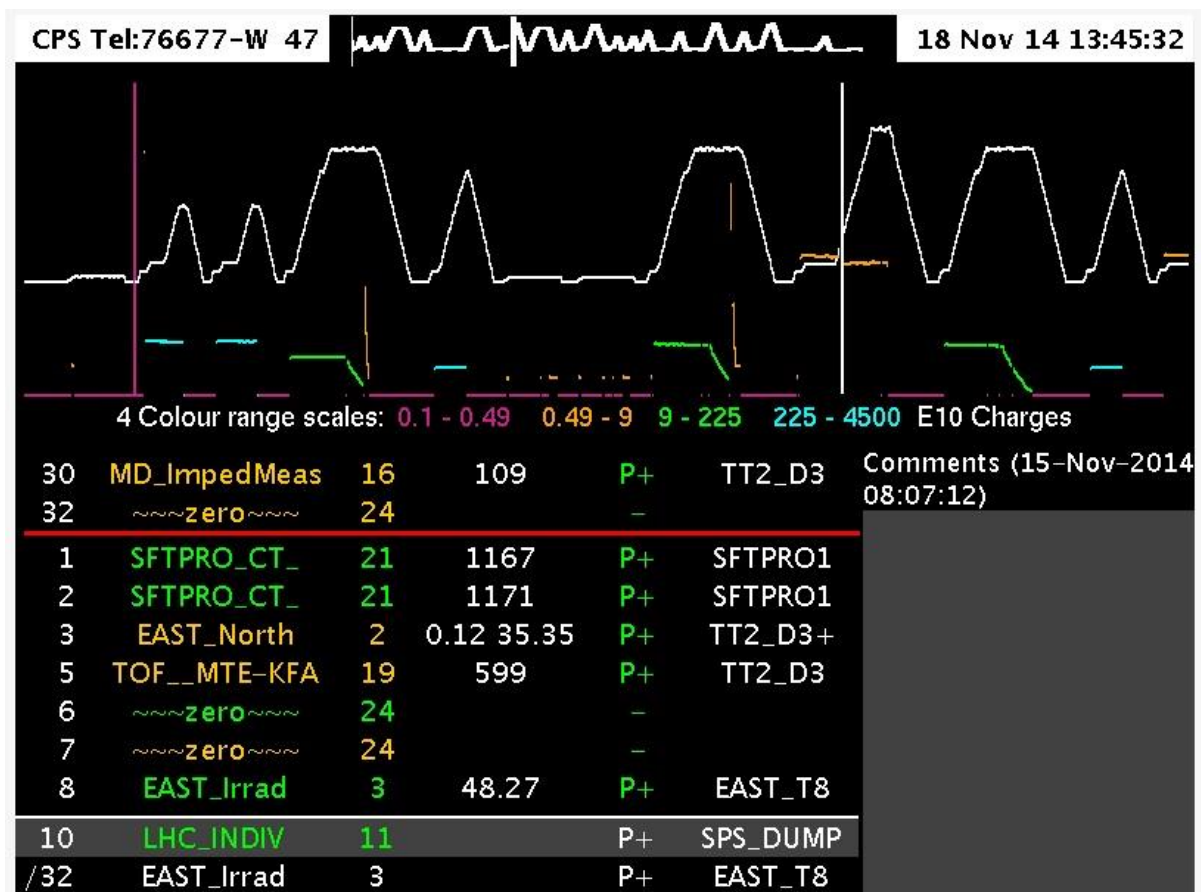 CPS Tel:76677-W 47 18 Nov 14 13:45:32
4 Colour range scales: 0.1 - 0.49 0.49 - 9 9 - 225 225 - 4500 E10 Charges
30 MD_ImpedMeas 16 109 P+ TT2_D3
32 ~~~zero~~~ 24 -
1 SFTPRO_CT_ 21 1167 P+ SFTPRO1
2 SFTPRO_CT_ 21 1171 P+ SFTPRO1
3 EAST_North 2 0.12 35.35 P+ TT2_D3+
5 TOF__MTE-KFA 19 599 P+ TT2_D3
6 ~~~zero~~~ 24 -
7 ~~~zero~~~ 24 -
8 EAST_Irrad 3 48.27 P+ EAST_T8
10 LHC_INDIV 11 P+ SPS_DUMP
/32 EAST_Irrad 3 P+ EAST_T8
Comments (15-Nov-2014
08:07:12)